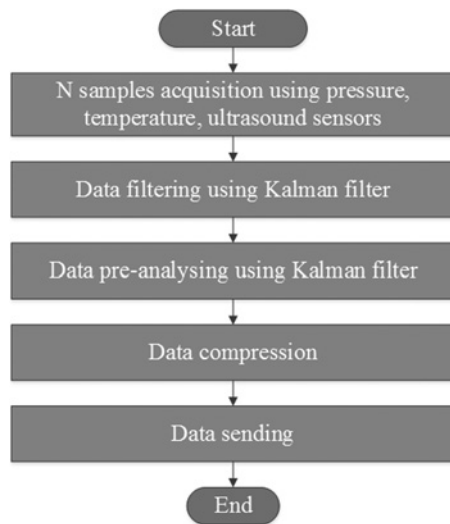 Start
N samples acquisition using pressure,
temperature, ultrasound sensors
Data filtering using Kalman filter
Data pre-analysing using Kalman filter
Data compression
Data sending
End